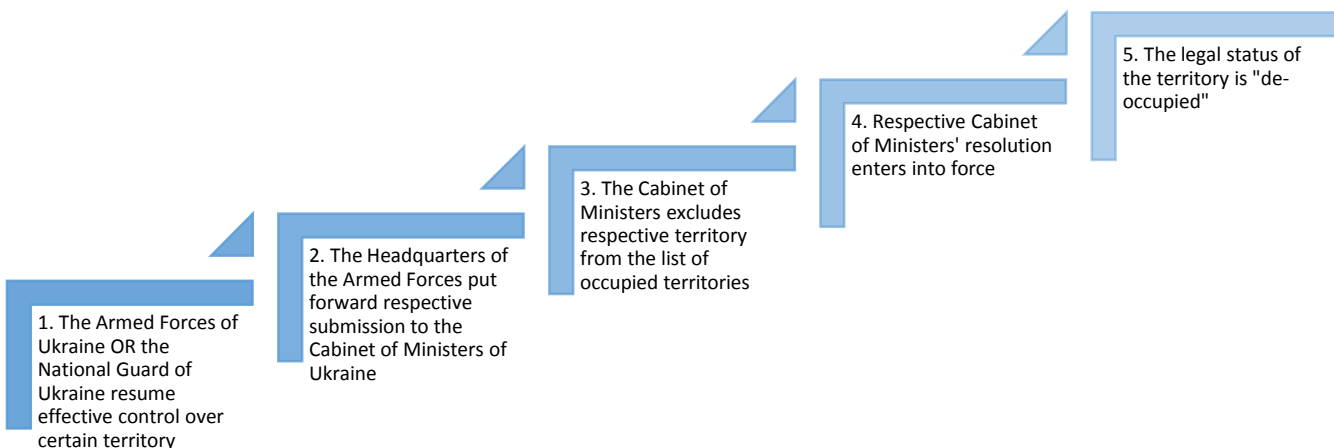 1. The Armed Forces of
Ukraine OR the
National Guard of
Ukraine resume
effective control over
certain territory
2. The Headquarters of
the Armed Forces put
forward respective
submission to the
Cabinet of Ministers of
Ukraine
3. The Cabinet of
Ministers excludes
respective territory
from the list of
occupied territories
4. Respective Cabinet
of Ministers' resolution
enters into force
5. The legal status of
the territory is "de-
occupied"